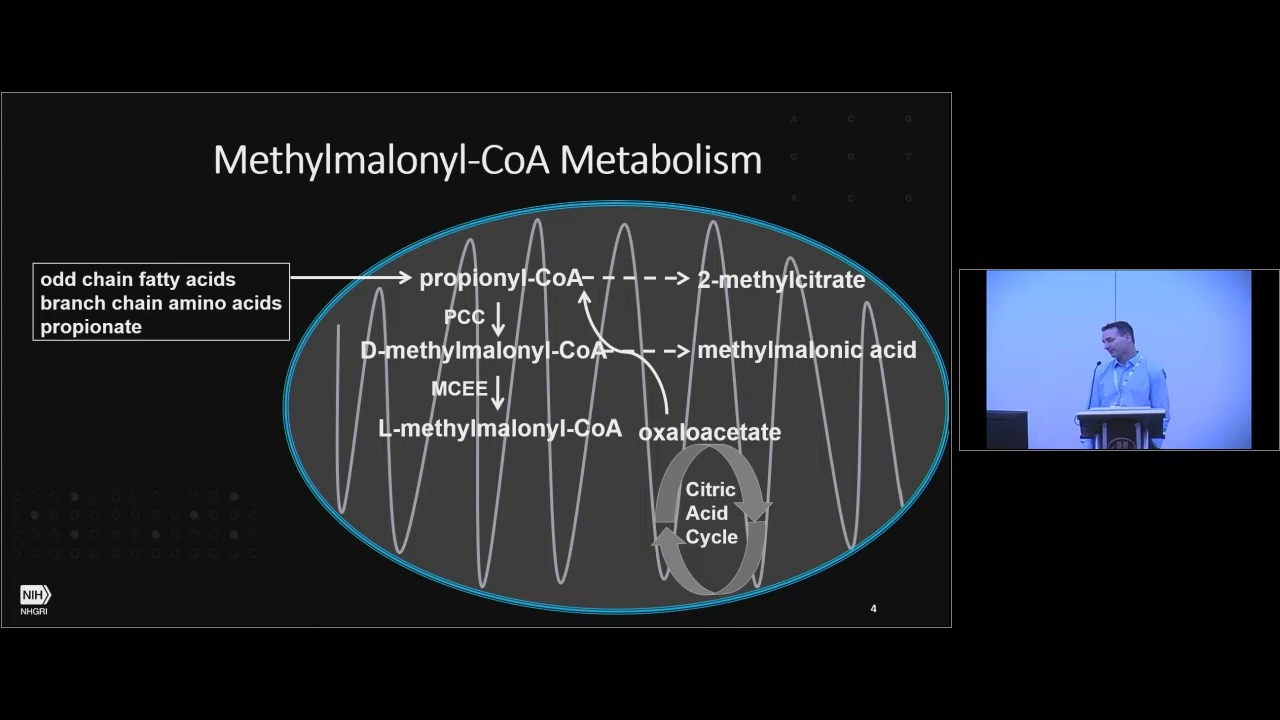 A C G
Methylmalonyl-CoA Metabolism
C G T
A C G
odd chain fatty acids
branch chain amino acids
propionate
propionyl-CoA
2-methylcitrate
PCC
D-methylmalonyl-CoA
methylmalonic acid
MCEE
L-methylmalonyl-CoA
oxaloacetate
Citric
Acid
Cycle
NIH
NHGRI
4